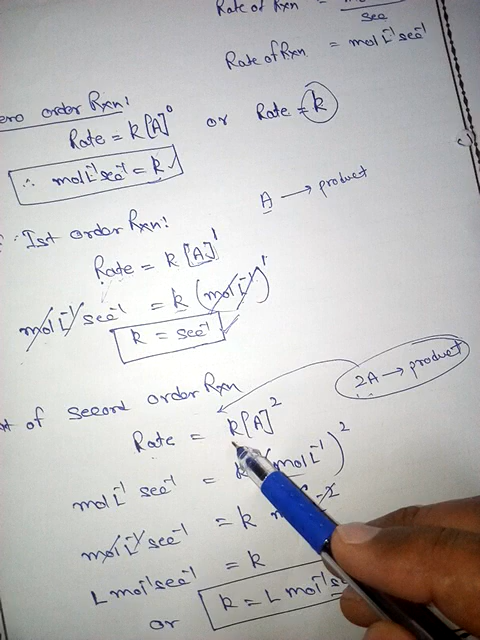 Rate of Rxn =
sec
Rate of Rxn = mol L⁻¹ sec⁻¹
ero order Rxn:
Rate = k [A]⁰ or Rate = k
∴ mol L⁻¹ sec⁻¹ = k
A → product
Ist order Rxn:
Rate = k [A]¹
mol L⁻¹ sec⁻¹ = k (mol L⁻¹)¹
k = sec⁻¹
2A → product
of second order Rxn
Rate = k [A]²
mol L⁻¹ sec⁻¹ = k (mol L⁻¹)²
mol L⁻¹ sec⁻¹ = k
L mol⁻¹ sec⁻¹ = k
or k = L mol⁻¹